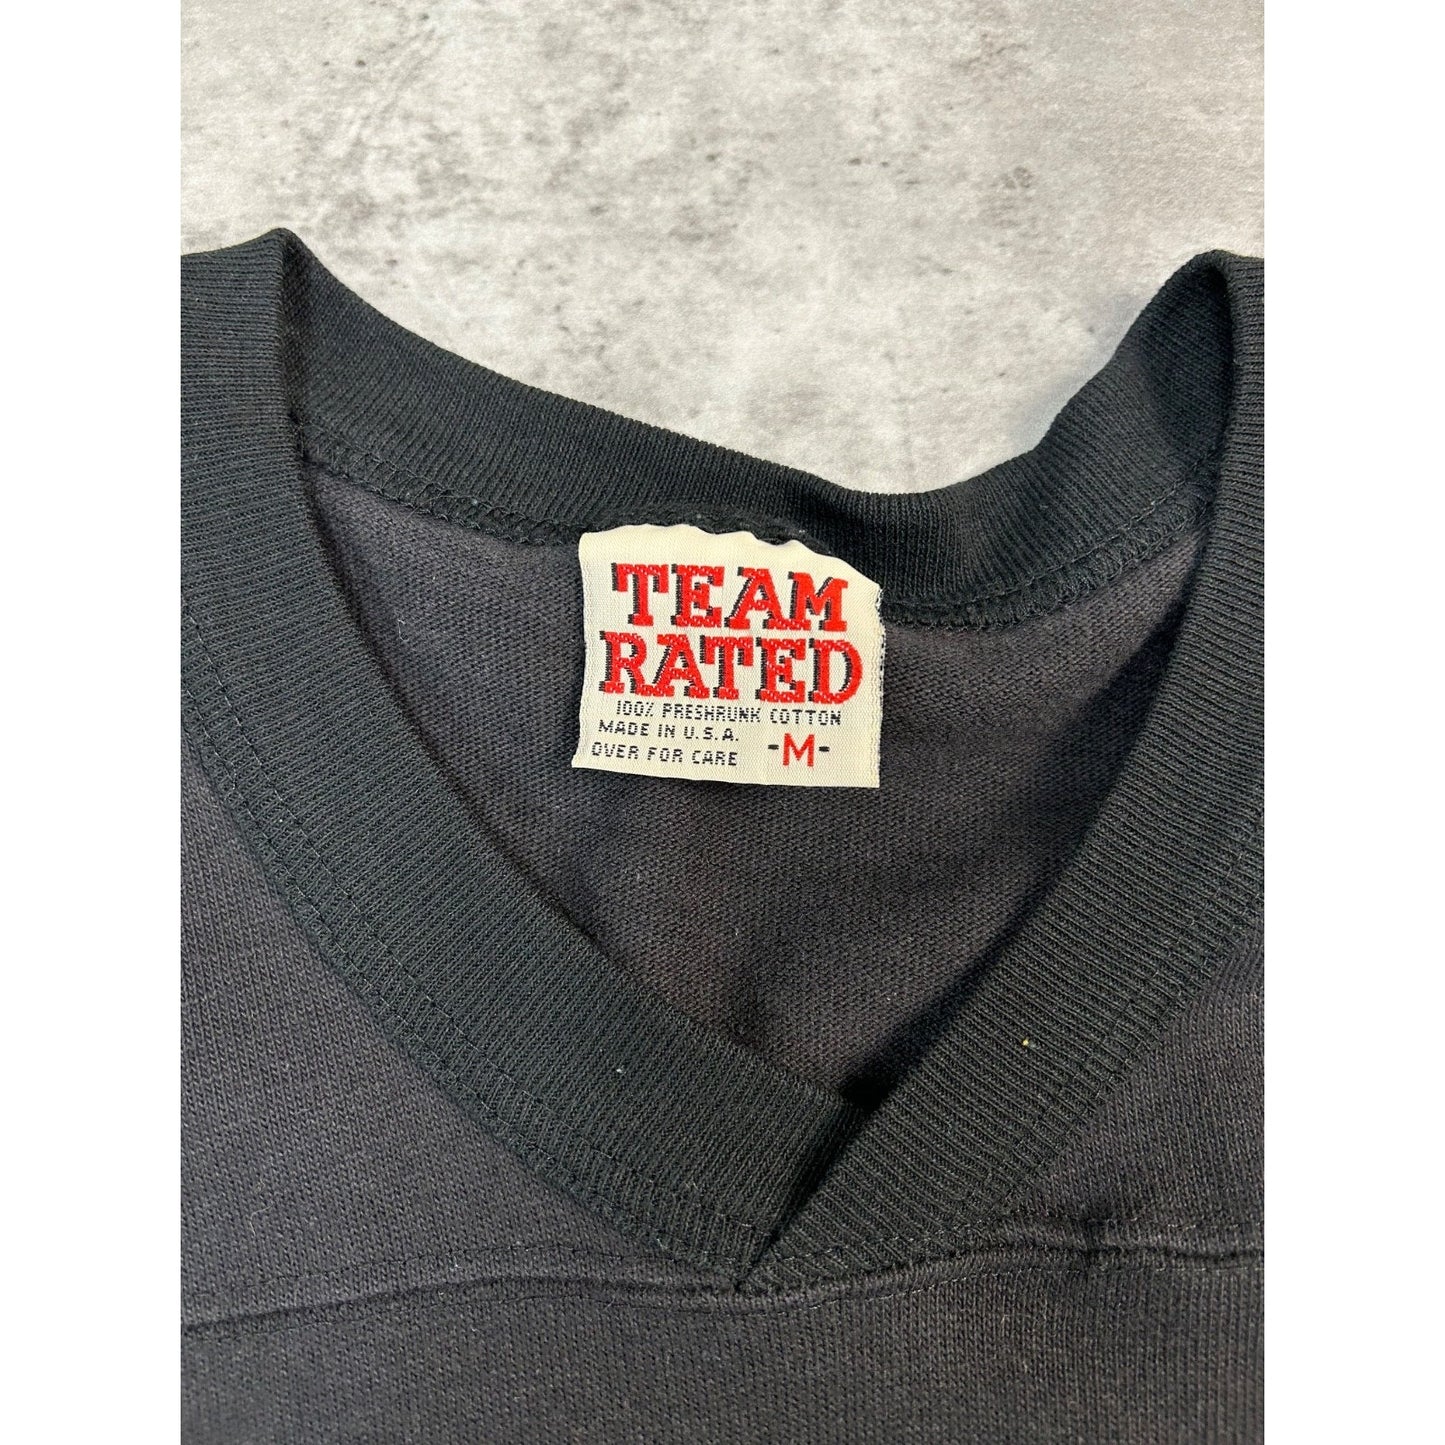 TEAM
RATED
100% PRESHRUNK COTTON
MADE IN U.S.A.
OVER FOR CARE -M-